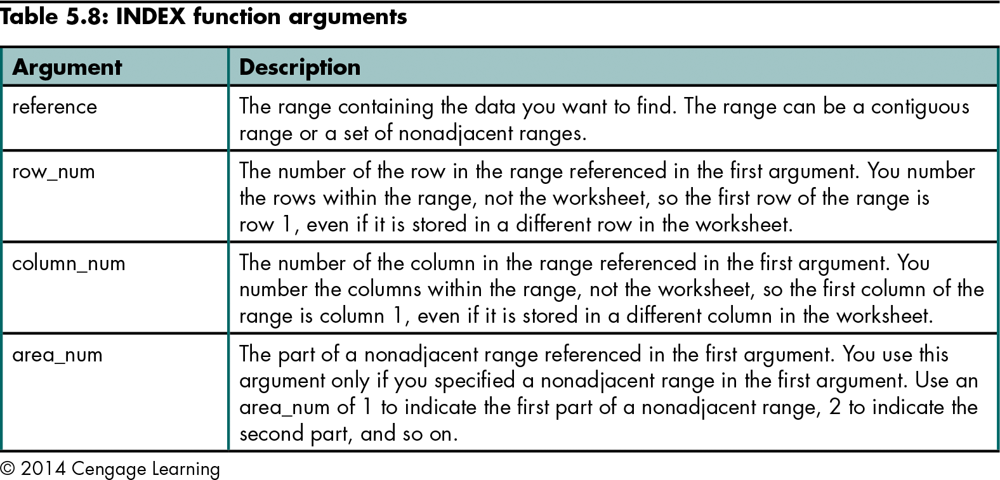 Table 5.8: INDEX function arguments
Argument Description
reference The range containing the data you want to find. The range can be a contiguous
range or a set of nonadjacent ranges.
row_num The number of the row in the range referenced in the first argument. You number
the rows within the range, not the worksheet, so the first row of the range is
row 1, even if it is stored in a different row in the worksheet.
column_num The number of the column in the range referenced in the first argument. You
number the columns within the range, not the worksheet, so the first column of the
range is column 1, even if it is stored in a different column in the worksheet.
area_num The part of a nonadjacent range referenced in the first argument. You use this
argument only if you specified a nonadjacent range in the first argument. Use an
area_num of 1 to indicate the first part of a nonadjacent range, 2 to indicate the
second part, and so on.
© 2014 Cengage Learning